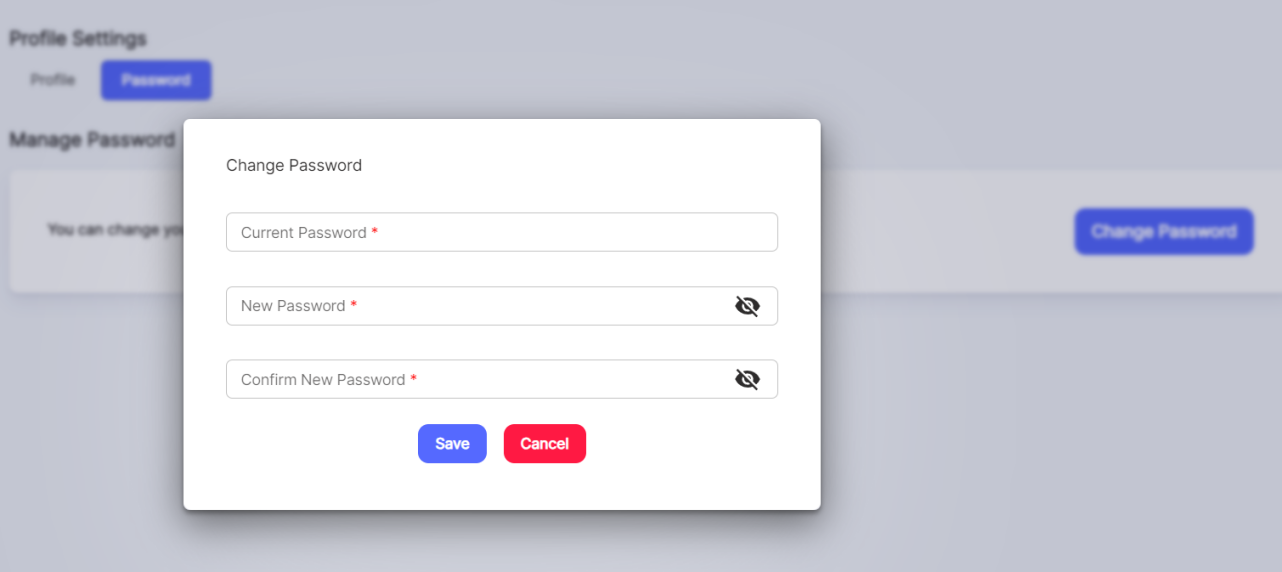 Profile Settings
Profile
Password
Manage Password
You can change
Change Password
Change Password
Current Password *
New Password *
Confirm New Password *
Save
Cancel